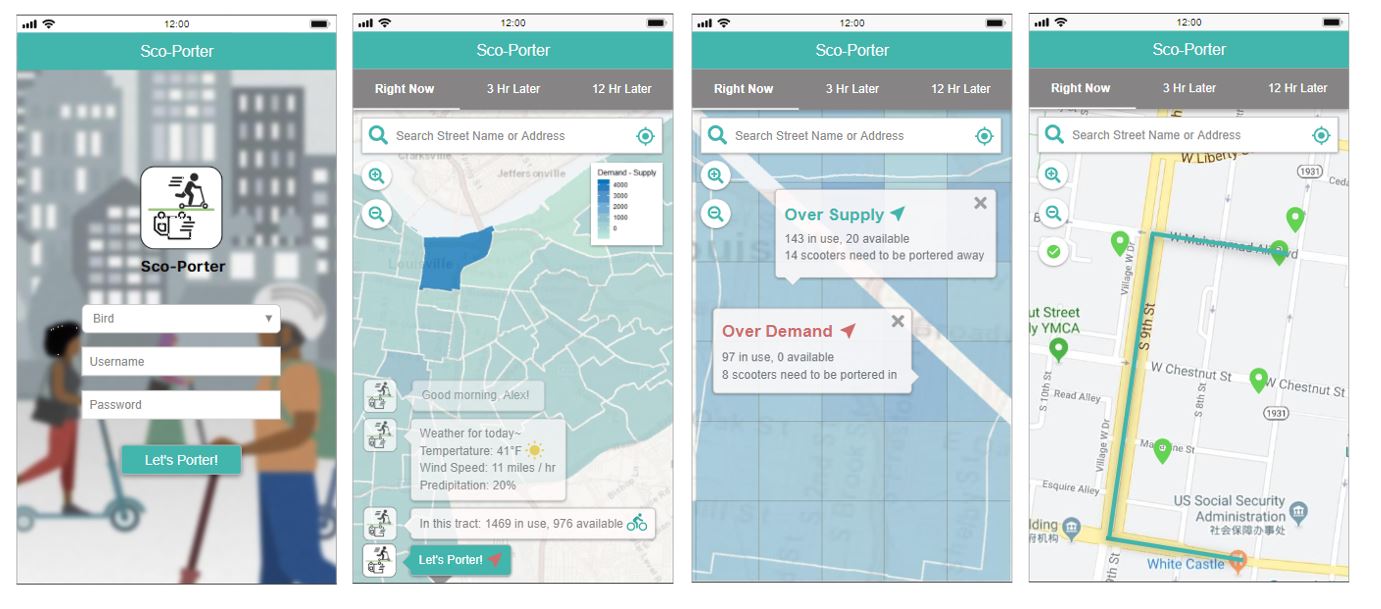 12:00
Sco-Porter
Sco-Porter
Bird
Username
Password
Let's Porter!
12:00
Sco-Porter
Right Now 3 Hr Later 12 Hr Later
Search Street Name or Address
Clarksville
Jeffersonville
Demand - Supply
4000
3000
2000
1000
0
Louisville
Good morning, Alex!
Weather for today~
Tempertature: 41°F
Wind Speed: 11 miles / hr
Predipitation: 20%
In this tract: 1469 in use, 976 available
Let's Porter!
12:00
Sco-Porter
Right Now 3 Hr Later 12 Hr Later
Search Street Name or Address
Over Supply
143 in use, 20 available
14 scooters need to be portered away
Over Demand
97 in use, 0 available
8 scooters need to be portered in
12:00
Sco-Porter
Right Now 3 Hr Later 12 Hr Later
Search Street Name or Address
W Liberty St
1931
W Muhammad Ali Blvd
Village W Dr
ut Street
ly YMCA
S 9th St
W Chestnut St
W Chestnut St
S 10th St
Read Alley
S 8th St
1931
Village W Dr
Esquire Alley
US Social Security
Administration
社会保障办事处
lding
府机构
White Castle
9th St